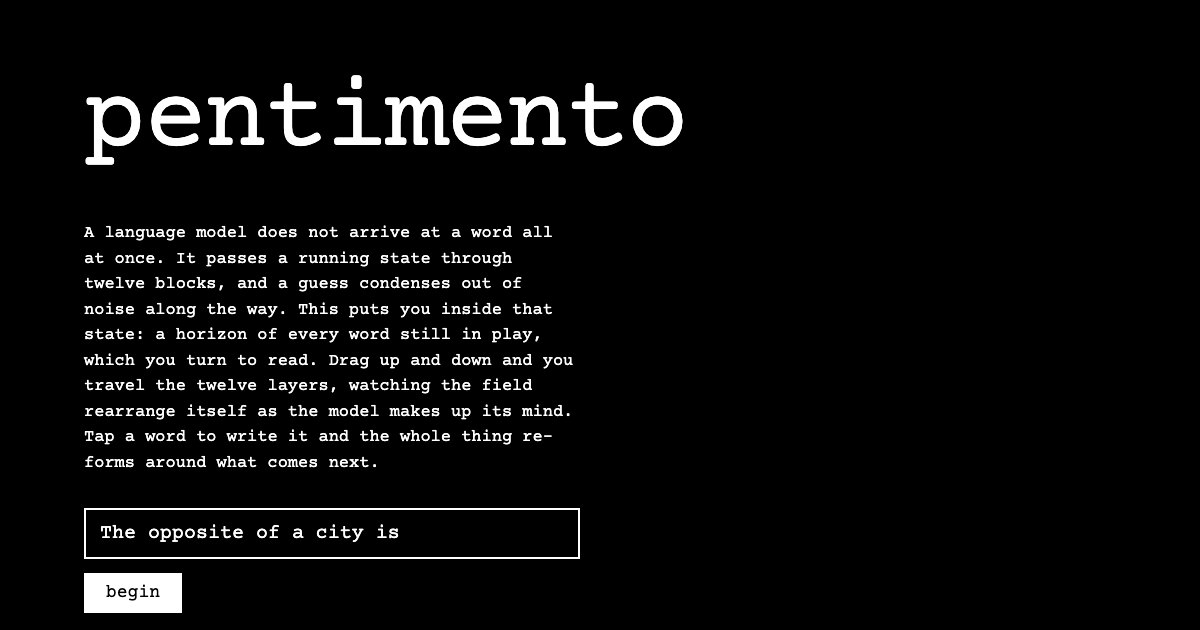 pentimento
A language model does not arrive at a word all
at once. It passes a running state through
twelve blocks, and a guess condenses out of
noise along the way. This puts you inside that
state: a horizon of every word still in play,
which you turn to read. Drag up and down and you
travel the twelve layers, watching the field
rearrange itself as the model makes up its mind.
Tap a word to write it and the whole thing re-
forms around what comes next.
The opposite of a city is
begin